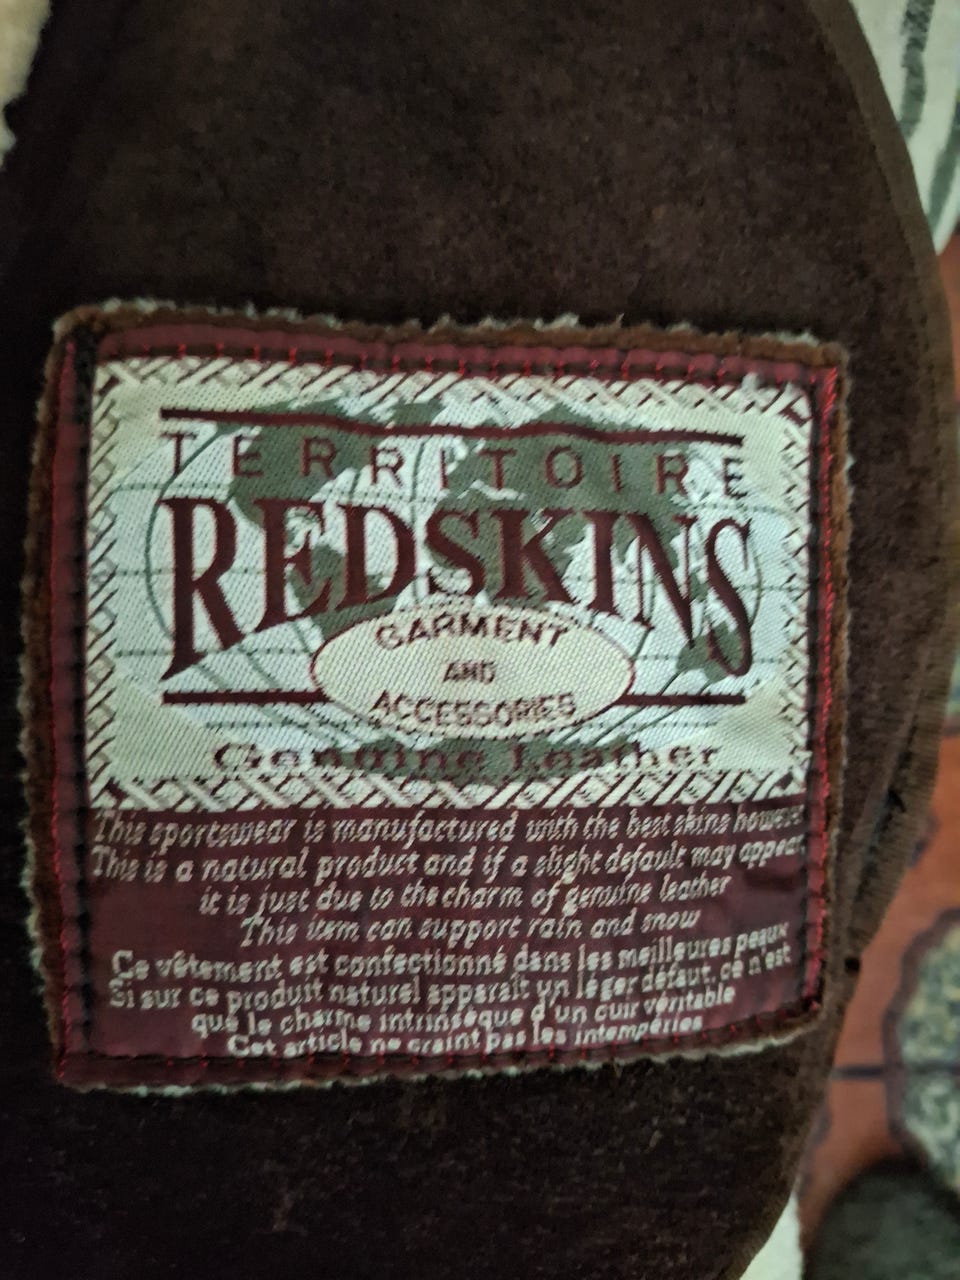 TERRITOIRE
REDSKINS
GARMENT
AND
ACCESSORIES
Genuine Leather
This sportswear is manufactured with the best skins however
This is a natural product and if a slight default may appear,
it is just due to the charm of genuine leather
This item can support rain and snow
Ce vêtement est confectionné dans les meilleures peaux
Si sur ce produit naturel apparaît un léger défaut, ce n'est
que le charme intrinsèque d'un cuir véritable
Cet article ne craint pas les intempéries